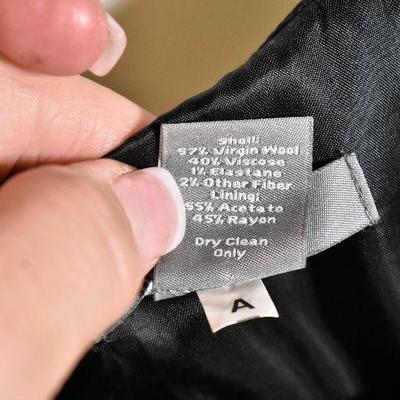 Shell:
57% Virgin Wool
40% Viscose
1% Elastane
2% Other Fiber
Lining:
55% Acetate
45% Rayon
Dry Clean
Only
A